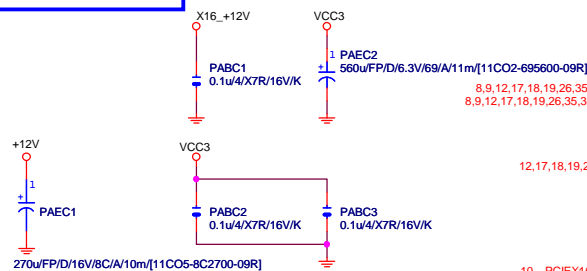 X16_+12V
VCC3
PABC1
0.1u/4/X7R/16V/K
1 PAEC2
+
560u/FP/D/6.3V/69/A/11m/[11CO2-695600-09R]
8,9,12,17,18,19,26,35
8,9,12,17,18,19,26,35,3
+12V
VCC3
12,17,18,19,2
1
+
PAEC1
PABC2
0.1u/4/X7R/16V/K
PABC3
0.1u/4/X7R/16V/K
270u/FP/D/16V/8C/A/10m/[11CO5-8C2700-09R]